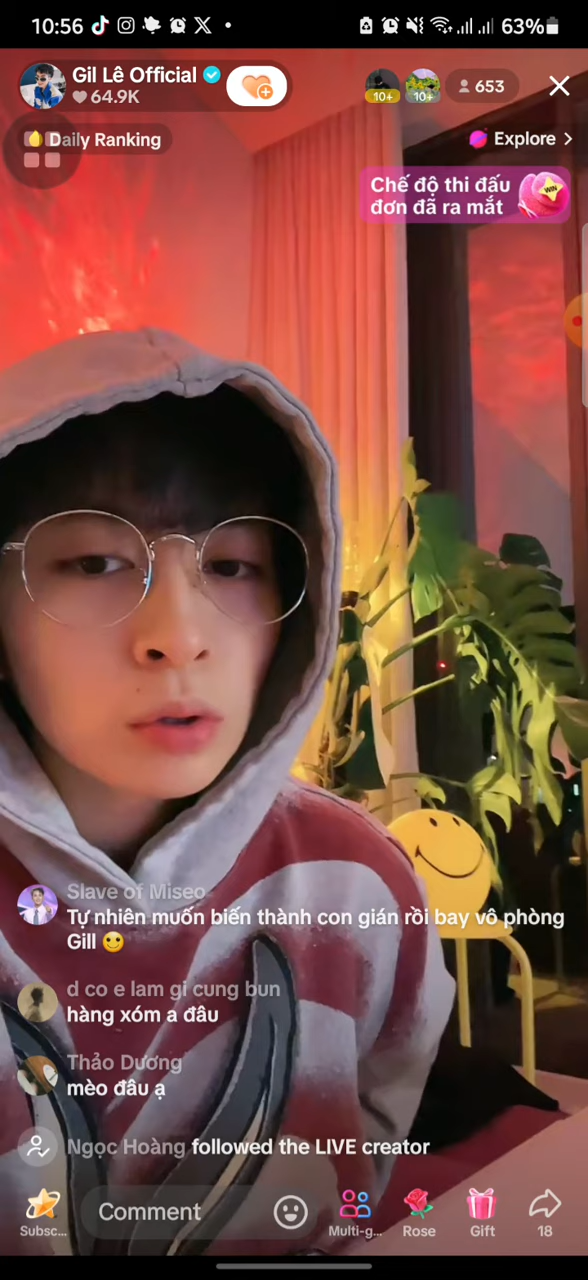 10:56
63%
Gil Lê Official
64.9K
10+
10+
653
Daily Ranking
Explore >
Chế độ thi đấu
đơn đã ra mắt
WIN
Slave of Miseo
Tự nhiên muốn biến thành con gián rồi bay vô phòng
Gill
d co e lam gi cung bun
hàng xóm a đâu
Thảo Dương
mèo đâu ạ
Ngọc Hoàng followed the LIVE creator
Comment
Subsc...
Multi-g...
Rose
Gift
18